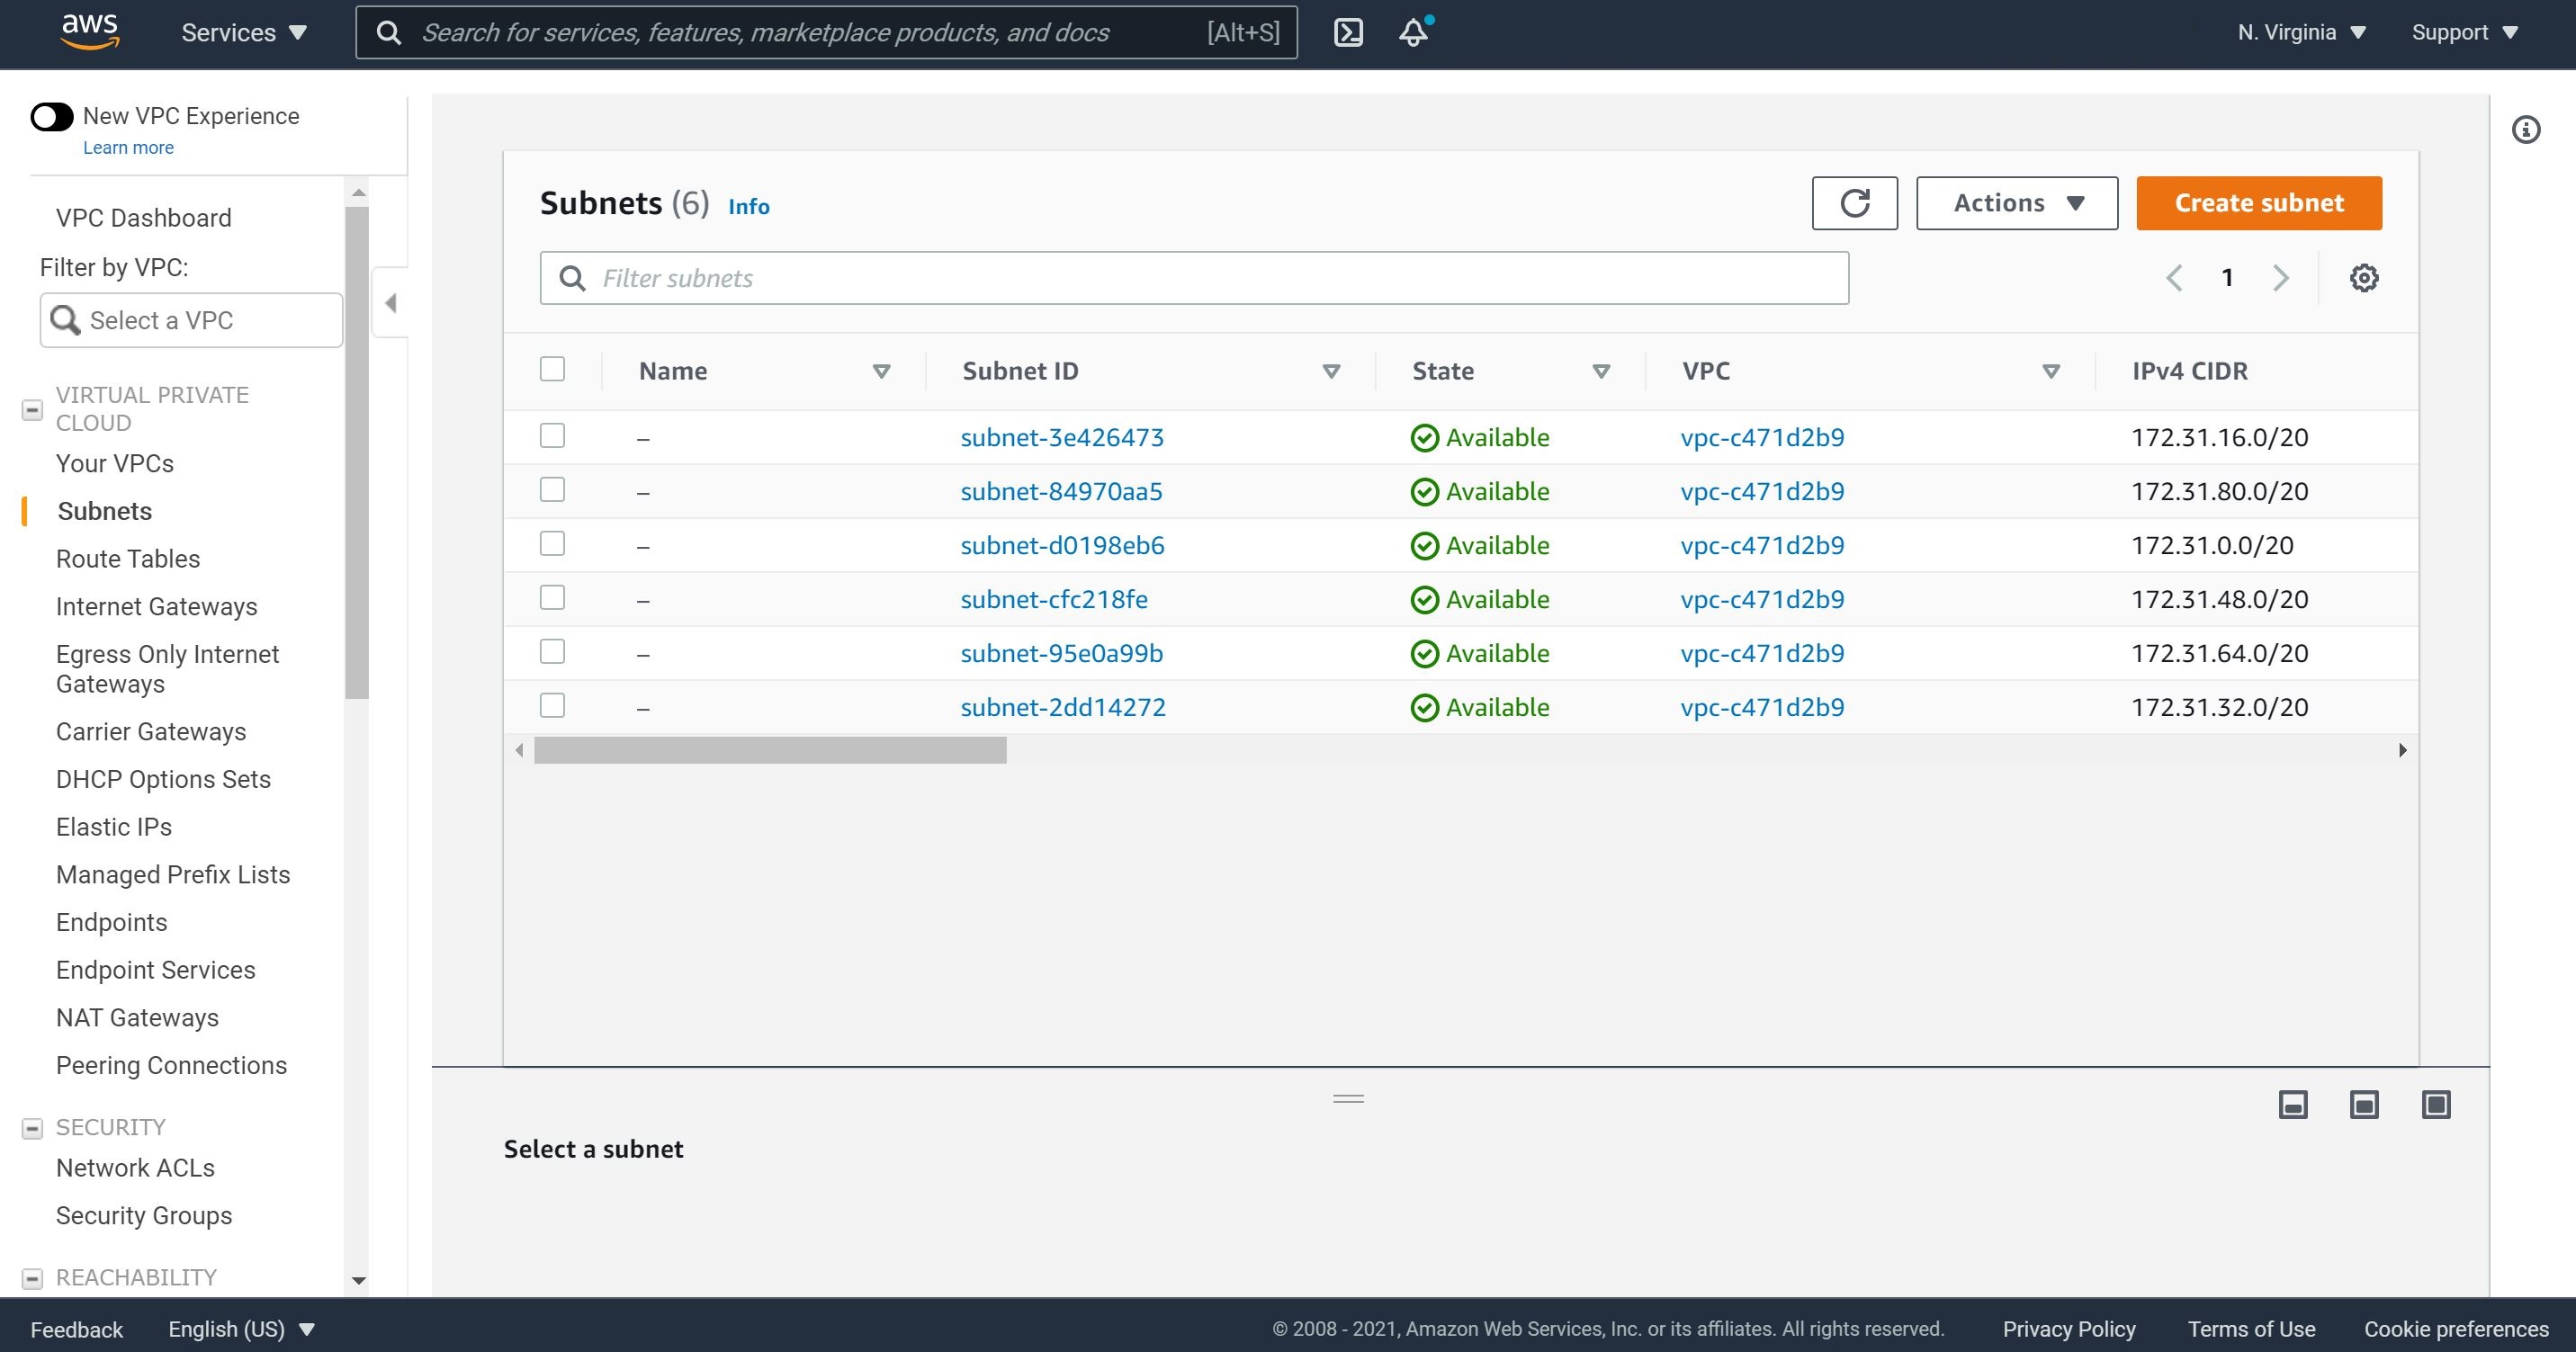 aws
Services
Search for services, features, marketplace products, and docs [Alt+S]
N. Virginia
Support
New VPC Experience
Learn more
VPC Dashboard
Filter by VPC:
Select a VPC
VIRTUAL PRIVATE
CLOUD
Your VPCs
Subnets
Route Tables
Internet Gateways
Egress Only Internet
Gateways
Carrier Gateways
DHCP Options Sets
Elastic IPs
Managed Prefix Lists
Endpoints
Endpoint Services
NAT Gateways
Peering Connections
SECURITY
Network ACLs
Security Groups
REACHABILITY
Subnets (6) Info
Actions
Create subnet
Filter subnets
1
Name Subnet ID State VPC IPv4 CIDR
– subnet-3e426473 Available vpc-c471d2b9 172.31.16.0/20
– subnet-84970aa5 Available vpc-c471d2b9 172.31.80.0/20
– subnet-d0198eb6 Available vpc-c471d2b9 172.31.0.0/20
– subnet-cfc218fe Available vpc-c471d2b9 172.31.48.0/20
– subnet-95e0a99b Available vpc-c471d2b9 172.31.64.0/20
– subnet-2dd14272 Available vpc-c471d2b9 172.31.32.0/20
Select a subnet
Feedback English (US) © 2008 - 2021, Amazon Web Services, Inc. or its affiliates. All rights reserved. Privacy Policy Terms of Use Cookie preferences